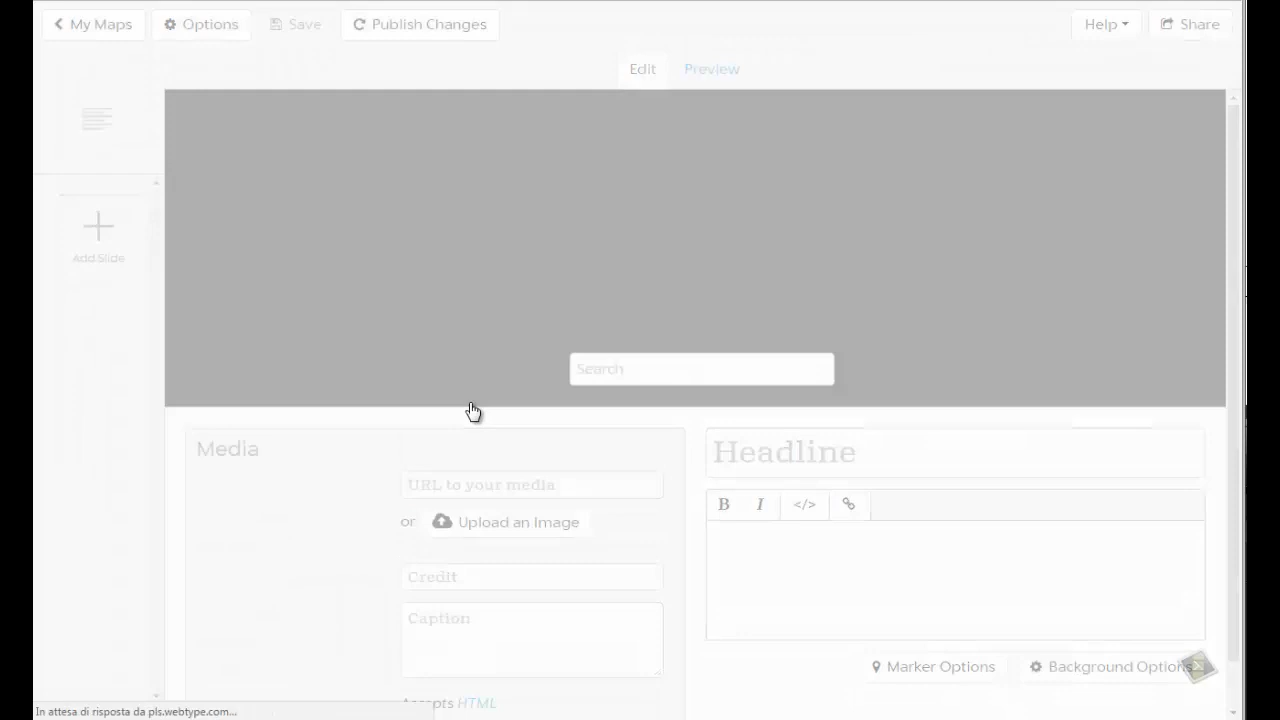 My Maps Options Save Publish Changes Help Share
Edit Preview
Add Slide
Search
Media
Headline
URL to your media
B I </>
or Upload an Image
Credit
Caption
Marker Options Background Options
Accepts HTML
In attesa di risposta da pls.webtype.com...